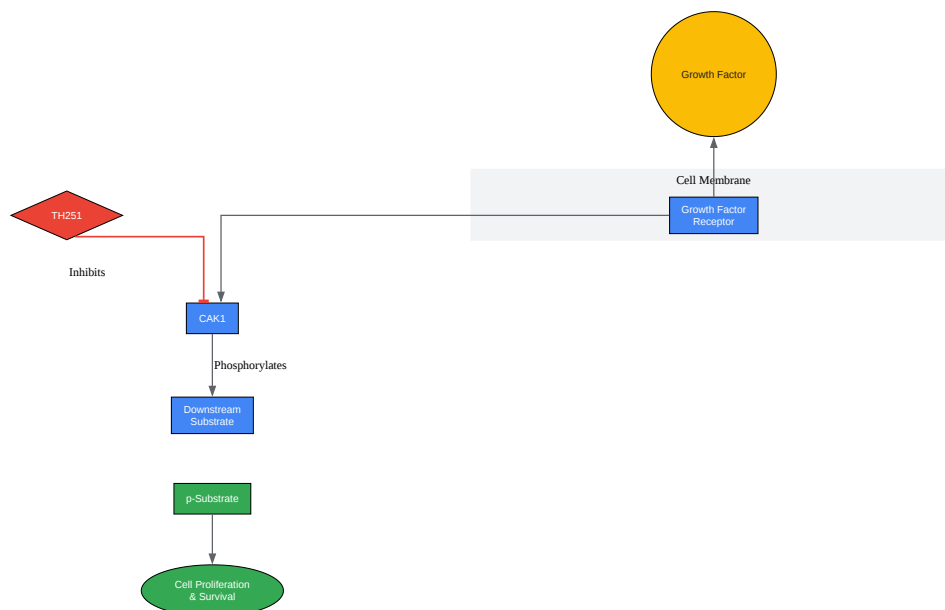 Growth Factor
Cell Membrane
Growth Factor
Receptor
TH251
Inhibits
CAK1
Phosphorylates
Downstream
Substrate
p-Substrate
Cell Proliferation
& Survival